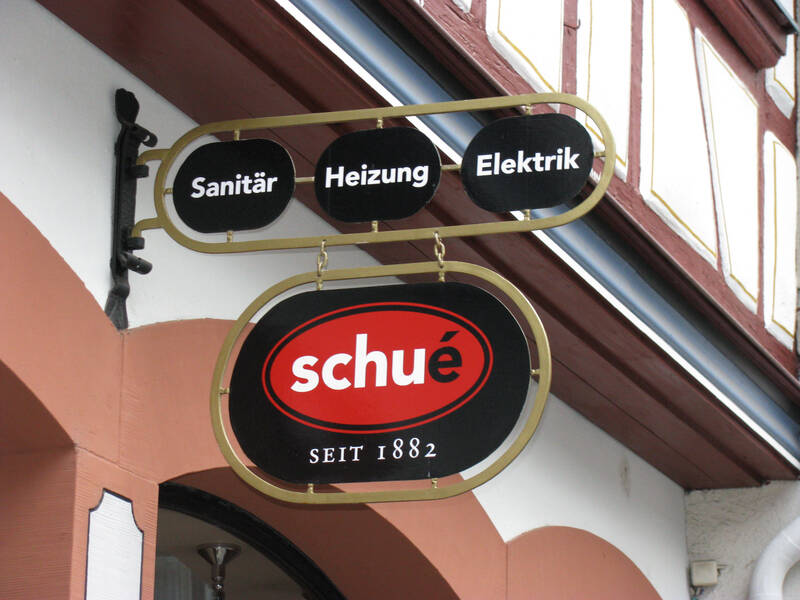 Sanitär Heizung Elektrik
schué
SEIT 1882